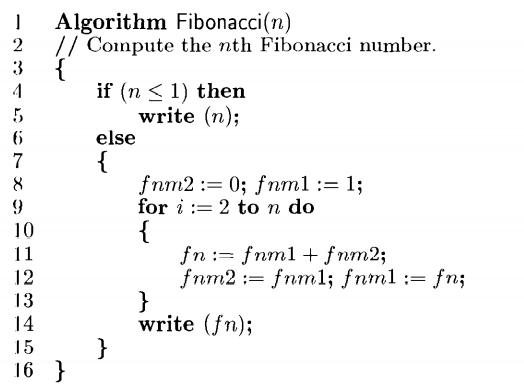 1 Algorithm Fibonacci(n)
2 // Compute the nth Fibonacci number.
3 {
4 if (n ≤ 1) then
5 write (n);
6 else
7 {
8 fnm2 := 0; fnm1 := 1;
9 for i := 2 to n do
10 {
11 fn := fnm1 + fnm2;
12 fnm2 := fnm1; fnm1 := fn;
13 }
14 write (fn);
15 }
16 }